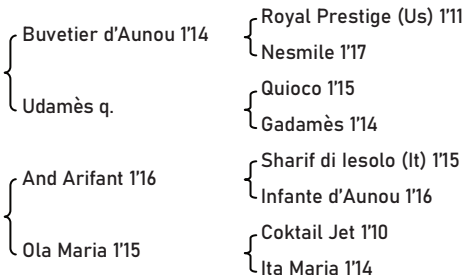 Buvetier d'Aunou 1'14
Royal Prestige (Us) 1'11
Nesmile 1'17
Udamès q.
Quioco 1'15
Gadamès 1'14
And Arifant 1'16
Sharif di Iesolo (It) 1'15
Infante d'Aunou 1'16
Ola Maria 1'15
Coktail Jet 1'10
Ita Maria 1'14